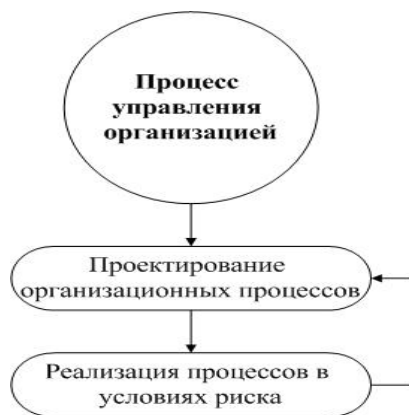 Процесс
управления
организацией
Проектирование
организационных процессов
Реализация процессов в
условиях риска